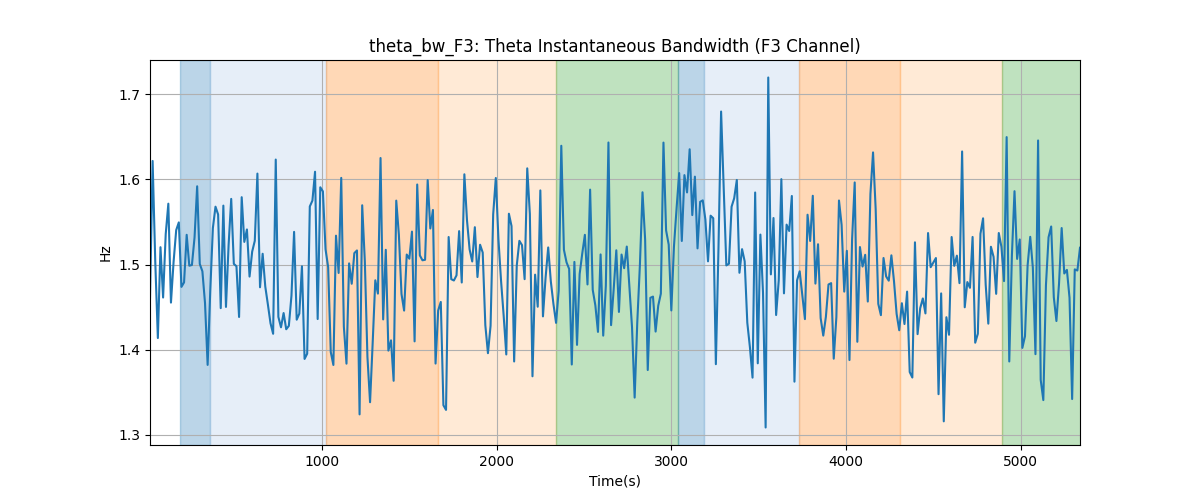 theta_bw_F3: Theta Instantaneous Bandwidth (F3 Channel)
1.7
1.6
1.5
1.4
1.3
Hz
1000 2000 3000 4000 5000
Time(s)